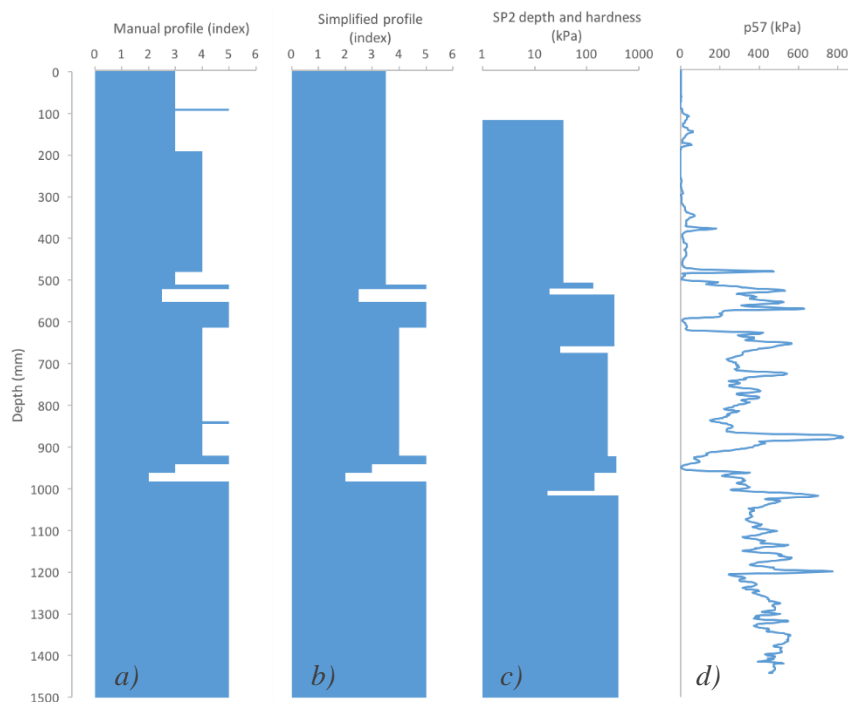 Manual profile (index)
0 1 2 3 4 5 6
Simplified profile
(index)
0 1 2 3 4 5 6
SP2 depth and hardness
(kPa)
1 10 100 1000
p57 (kPa)
0 200 400 600 800
Depth (mm)
0
100
200
300
400
500
600
700
800
900
1000
1100
1200
1300
1400
1500
a) b) c) d)